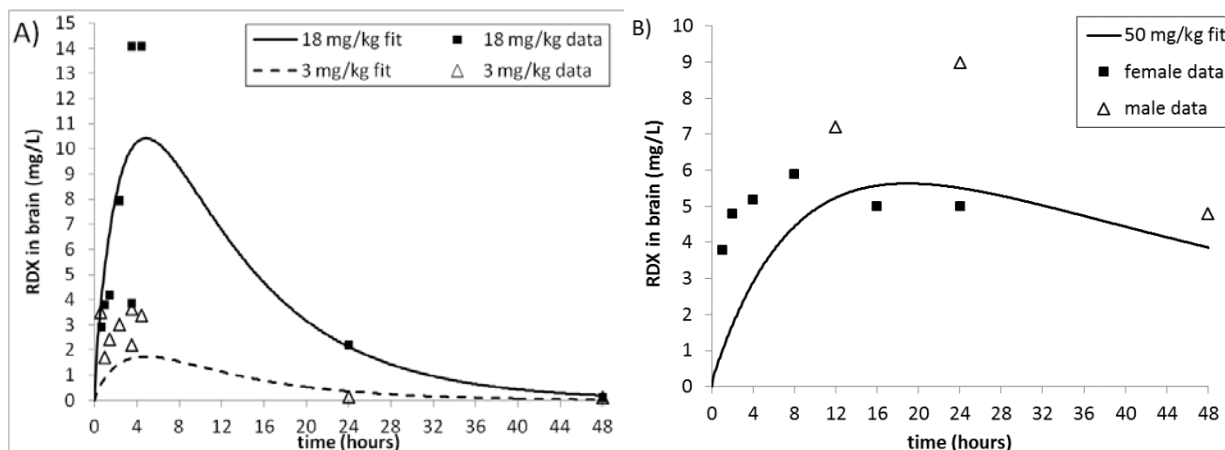 A)
18 mg/kg fit
18 mg/kg data
3 mg/kg fit
3 mg/kg data
RDX in brain (mg/L)
15
14
13
12
11
10
9
8
7
6
5
4
3
2
1
0
0 4 8 12 16 20 24 28 32 36 40 44 48
time (hours)
B)
50 mg/kg fit
female data
male data
RDX in brain (mg/L)
10
9
8
7
6
5
4
3
2
1
0
0 4 8 12 16 20 24 28 32 36 40 44 48
time (hours)